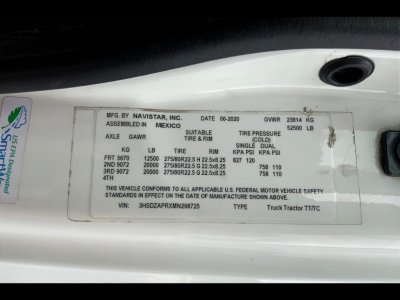 MFG. BY NAVISTAR, INC. DATE 06-2020 GVWR 23814 KG
ASSEMBLED IN MEXICO 52500 LB
SUITABLE TIRE PRESSURE
AXLE GAWR TIRE & RIM (COLD)
SINGLE DUAL
KG LB KPA PSI KPA PSI
FRT 5670 12500 275/80R22.5 H 22.5x8.25 827 120
2ND 9072 20000 275/80R22.5 G 22.5x8.25 758 110
3RD 9072 20000 275/80R22.5 G 22.5x8.25 758 110
4TH
THIS VEHICLE CONFORMS TO ALL APPLICABLE U.S. FEDERAL MOTOR VEHICLE SAFETY
STANDARDS IN EFFECT ON THE DATE OF MANUFACTURE SHOWN ABOVE.
VIN: 3HSDZAPRXMN298725 TYPE Truck Tractor TT/TC
US EPA Designated
SmartWay